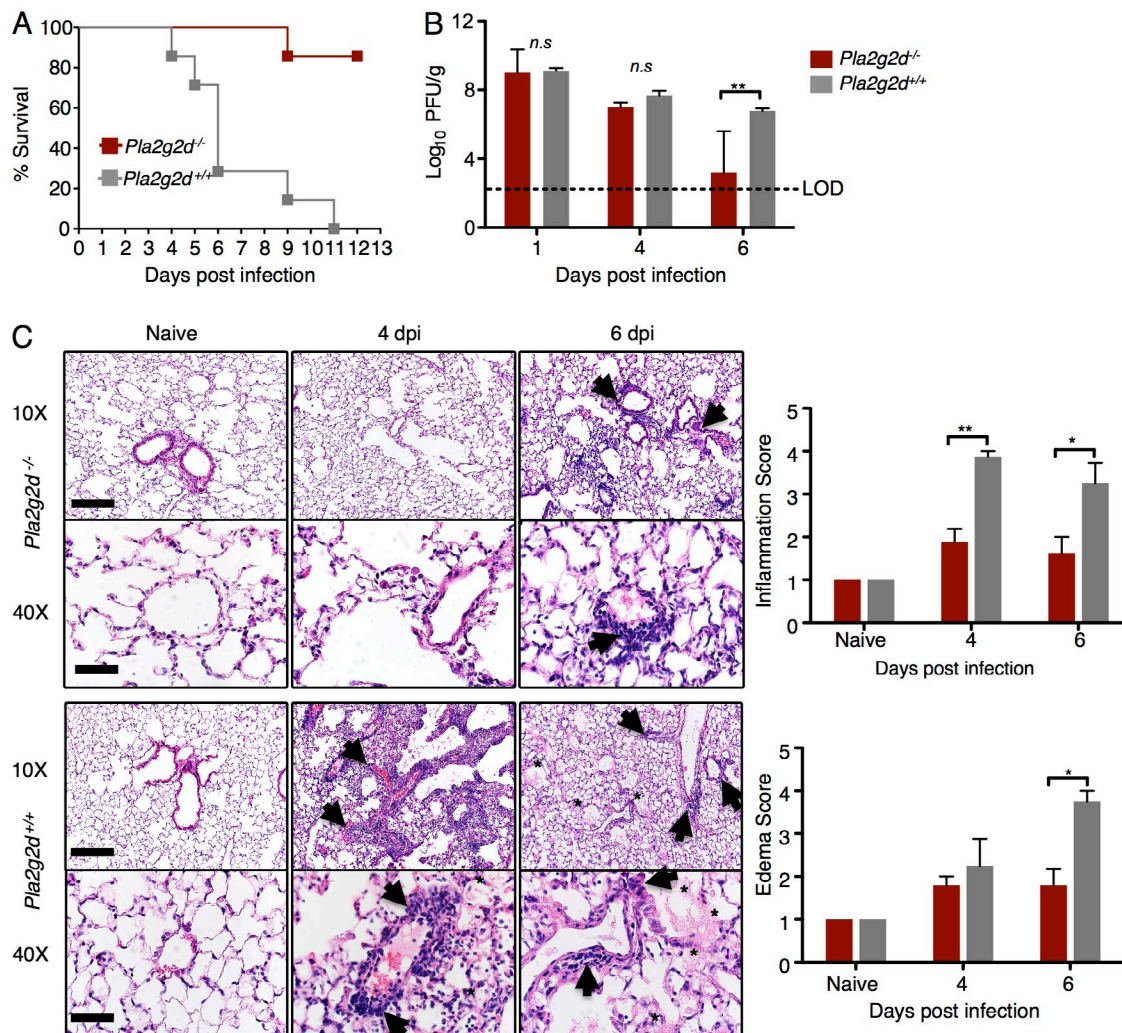 A
100
80
60
40
20
0
% Survival
Pla2g2d-/-
Pla2g2d+/+
0 1 2 3 4 5 6 7 8 9 10 11 12 13
Days post infection
B
12
8
4
0
Log10 PFU/g
n.s
n.s
**
LOD
1 4 6
Days post infection
Pla2g2d-/-
Pla2g2d+/+
C
Naive 4 dpi 6 dpi
Pla2g2d -/-
10X
40X
Pla2g2d+/+
10X
* * *
40X
* * * * * * *
Inflammation Score
5
4
3
2
1
0
** *
Naive 4 6
Days post infection
Edema Score
5
4
3
2
1
0
*
Naive 4 6
Days post infection